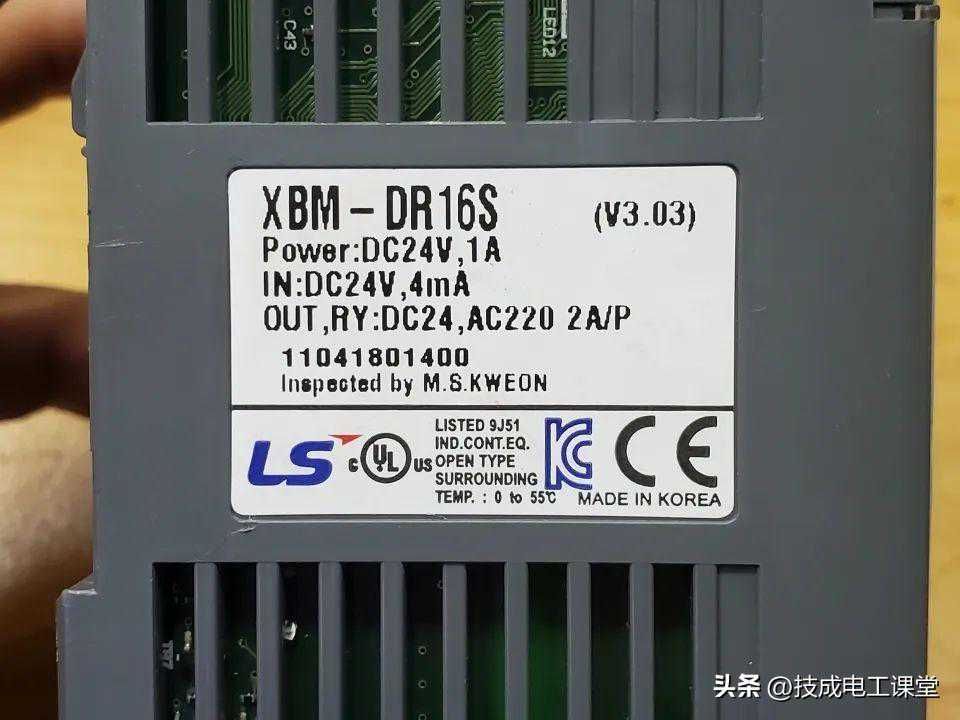 C43
LED12
XBM-DR16S (V3.03)
Power:DC24V,1A
IN:DC24V,4mA
OUT,RY:DC24,AC220 2A/P
11041801400
Inspected by M.S.KWEON
LS
c UL us
LISTED 9J51
IND.CONT.EQ.
OPEN TYPE
SURROUNDING
TEMP. : 0 to 55℃
KC
CE
MADE IN KOREA
头条 @技成电工课堂